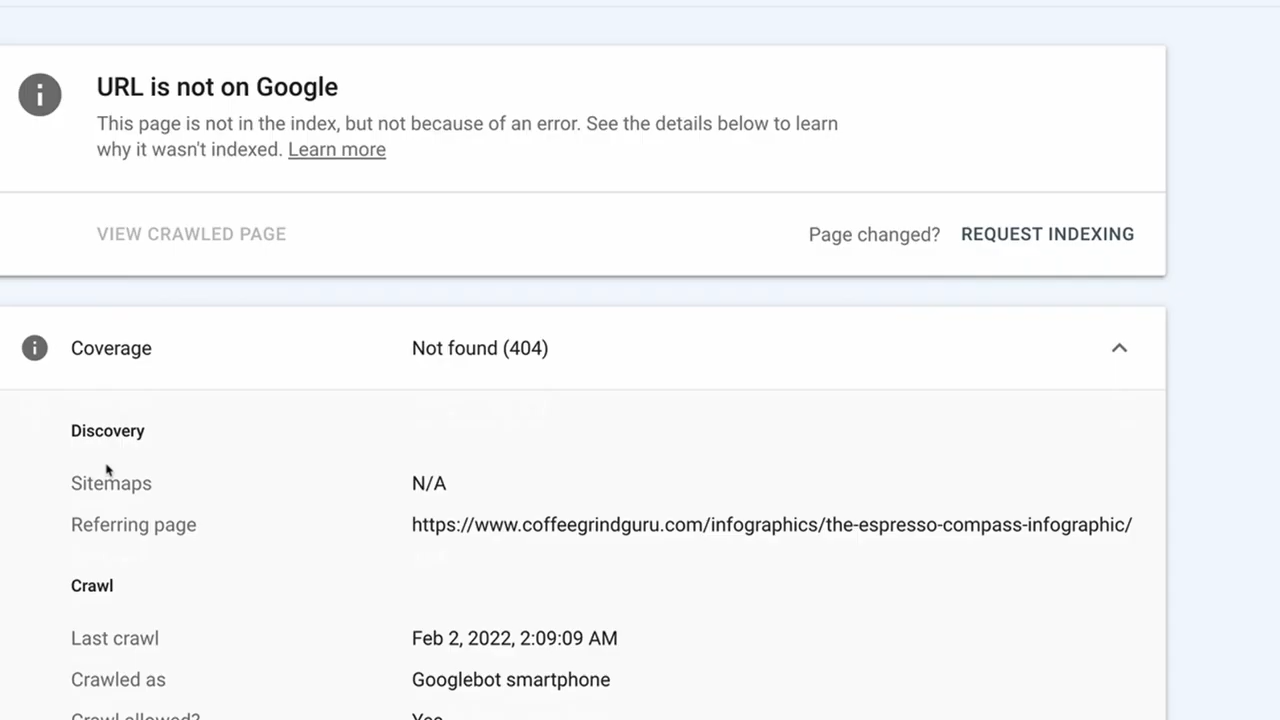 URL is not on Google
This page is not in the index, but not because of an error. See the details below to learn
why it wasn't indexed. Learn more
VIEW CRAWLED PAGE
Page changed? REQUEST INDEXING
Coverage Not found (404)
Discovery
Sitemaps N/A
Referring page https://www.coffeegrindguru.com/infographics/the-espresso-compass-infographic/
Crawl
Last crawl Feb 2, 2022, 2:09:09 AM
Crawled as Googlebot smartphone
Crawl allowed? Yes